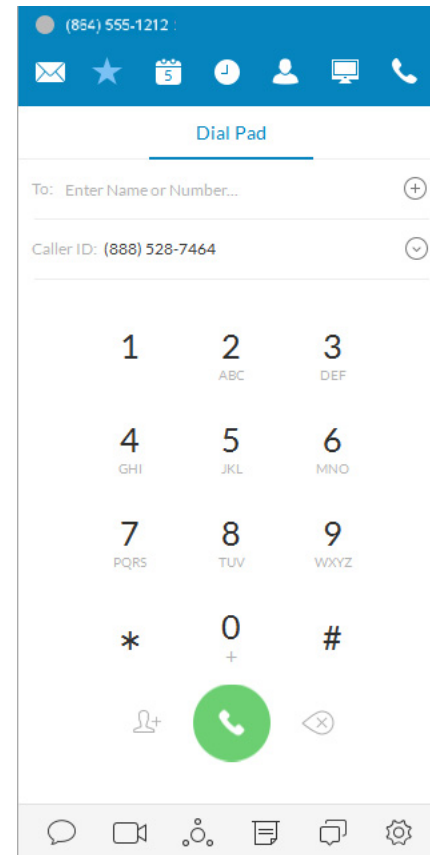 (864) 555-1212 :
5
Dial Pad
To: Enter Name or Number...
Caller ID: (888) 528-7464
1 2 3
ABC DEF
4 5 6
GHI JKL MNO
7 8 9
PQRS TUV WXYZ
* 0 #
+